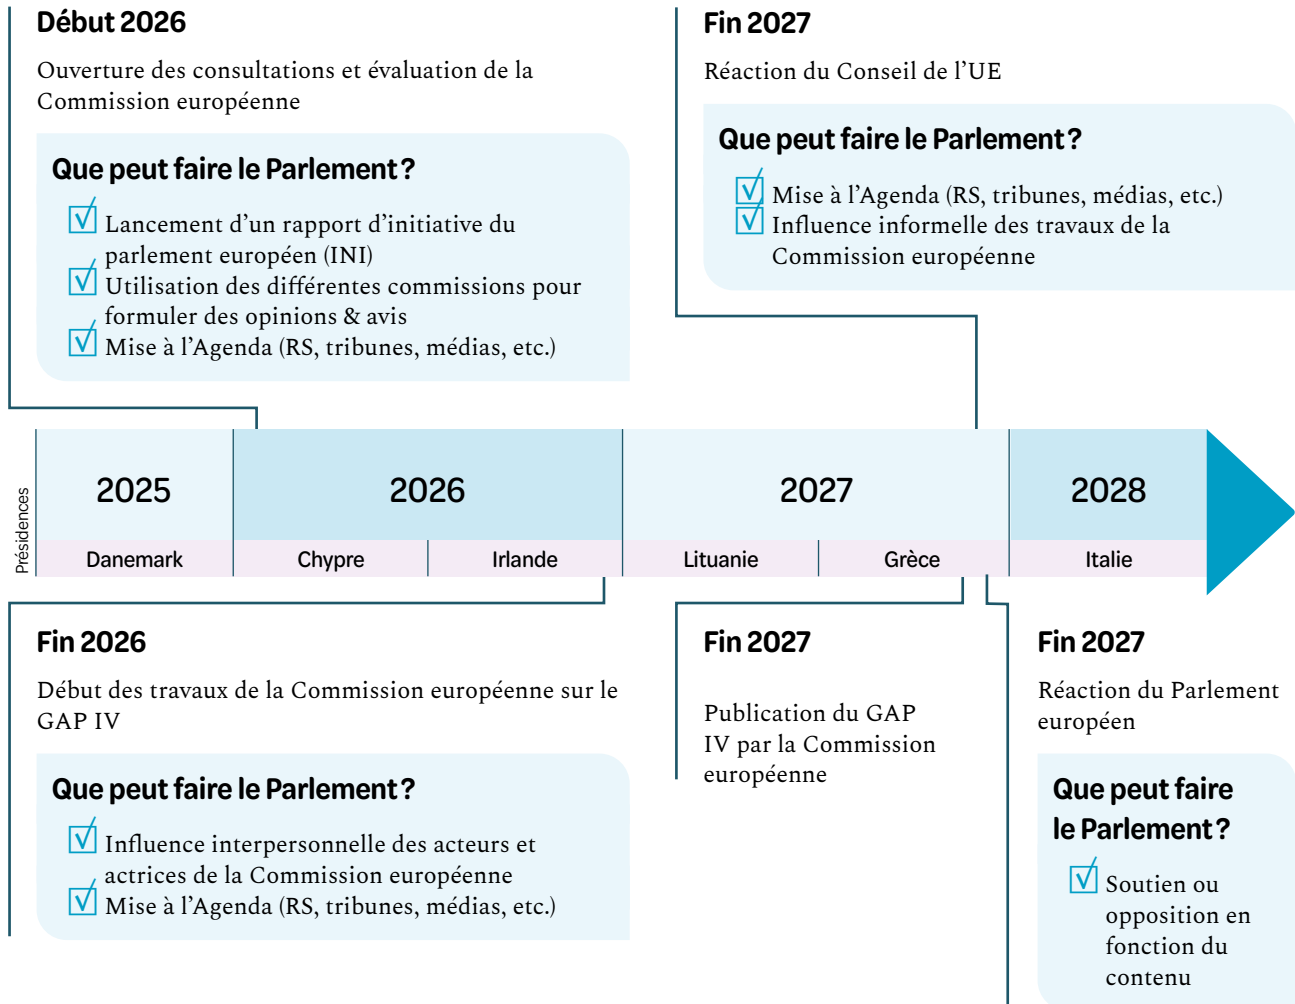 Début 2026
Ouverture des consultations et évaluation de la
Commission européenne
Que peut faire le Parlement ?
Lancement d’un rapport d’initiative du
parlement européen (INI)
Utilisation des différentes commissions pour
formuler des opinions & avis
Mise à l’Agenda (RS, tribunes, médias, etc.)
Fin 2027
Réaction du Conseil de l’UE
Que peut faire le Parlement ?
Mise à l’Agenda (RS, tribunes, médias, etc.)
Influence informelle des travaux de la
Commission européenne
Présidences
2025
2026
2027
2028
Danemark
Chypre
Irlande
Lituanie
Grèce
Italie
Fin 2026
Début des travaux de la Commission européenne sur le
GAP IV
Que peut faire le Parlement ?
Influence interpersonnelle des acteurs et
actrices de la Commission européenne
Mise à l’Agenda (RS, tribunes, médias, etc.)
Fin 2027
Publication du GAP
IV par la Commission
européenne
Fin 2027
Réaction du Parlement
européen
Que peut faire
le Parlement ?
Soutien ou
opposition en
fonction du
contenu